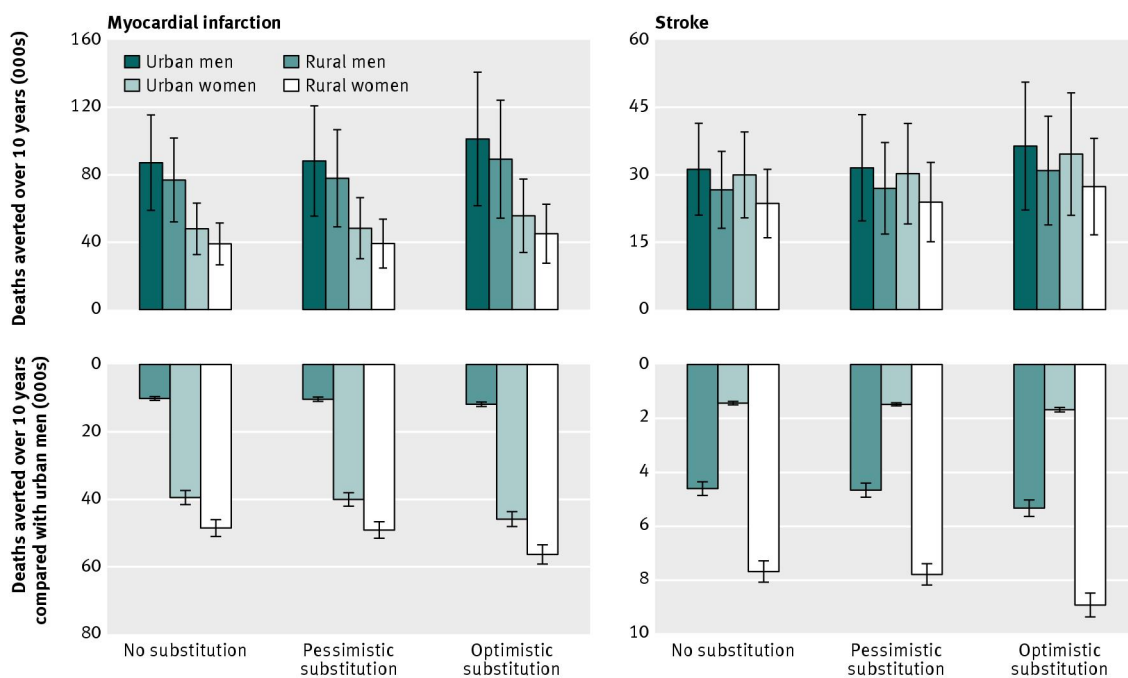 Myocardial infarction
Deaths averted over 10 years (000s)
160
120
80
40
0
Urban men
Rural men
Urban women
Rural women
Stroke
60
45
30
15
0
Deaths averted over 10 years
compared with urban men (000s)
0
20
40
60
80
No substitution
Pessimistic
substitution
Optimistic
substitution
0
2
4
6
8
10
No substitution
Pessimistic
substitution
Optimistic
substitution